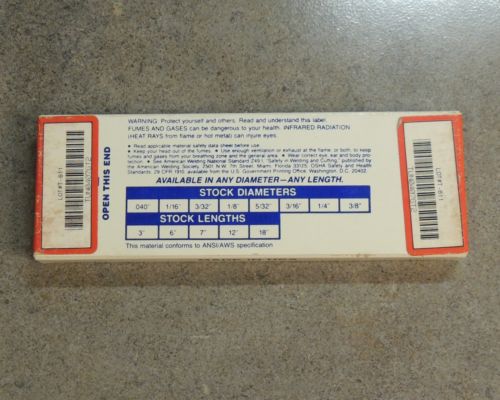 WARNING: Protect yourself and others. Read and understand this label.
FUMES AND GASES can be dangerous to your health. INFRARED RADIATION
(HEAT RAYS from flame or hot metal) can injure eyes.
• Read applicable material safety data sheet before use.
• Keep your head out of the fumes. • Use enough ventilation or exhaust at the flame, or both, to keep
fumes and gases from your breathing zone and the general area. • Wear correct eye, ear and body pro-
tection. • See American Welding National Standard Z49.1, "Safety in Welding and Cutting," published by
the American Welding Society, 2501 N.W. 7th Street, Miami, Florida 33125, OSHA Safety and Health
Standards, 29 CFR 1910, available from the U.S. Government Printing Office, Washington, D.C. 20402.
AVAILABLE IN ANY DIAMETER—ANY LENGTH.
STOCK DIAMETERS
.040" 1/16" 3/32" 1/8" 5/32" 3/16" 1/4" 3/8"
STOCK LENGTHS
3" 6" 7" 12" 18"
This material conforms to ANSI/AWS specification
OPEN THIS END
LOT#T-811
LOT#T-811